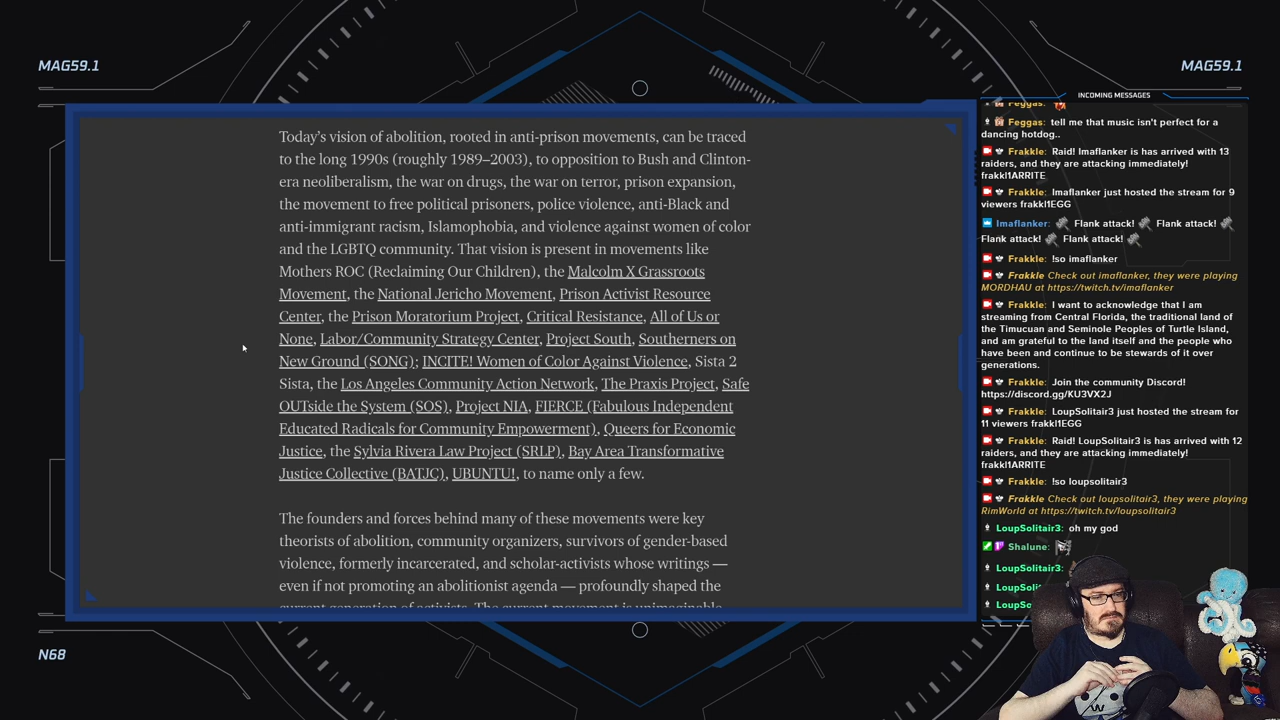 MAG59.1
MAG59.1
Today's vision of abolition, rooted in anti-prison movements, can be traced
to the long 1990s (roughly 1989–2003), to opposition to Bush and Clinton-
era neoliberalism, the war on drugs, the war on terror, prison expansion,
the movement to free political prisoners, police violence, anti-Black and
anti-immigrant racism, Islamophobia, and violence against women of color
and the LGBTQ community. That vision is present in movements like
Mothers ROC (Reclaiming Our Children), the Malcolm X Grassroots
Movement, the National Jericho Movement, Prison Activist Resource
Center, the Prison Moratorium Project, Critical Resistance, All of Us or
None, Labor/Community Strategy Center, Project South, Southerners on
New Ground (SONG); INCITE! Women of Color Against Violence, Sista 2
Sista, the Los Angeles Community Action Network, The Praxis Project, Safe
OUTside the System (SOS), Project NIA, FIERCE (Fabulous Independent
Educated Radicals for Community Empowerment), Queers for Economic
Justice, the Sylvia Rivera Law Project (SRLP), Bay Area Transformative
Justice Collective (BATJC), UBUNTU!, to name only a few.
The founders and forces behind many of these movements were key
theorists of abolition, community organizers, survivors of gender-based
violence, formerly incarcerated, and scholar-activists whose writings —
even if not promoting an abolitionist agenda — profoundly shaped the
current generation of activists. The current movement is unimaginable
INCOMING MESSAGES
Feggas:
Feggas: tell me that music isn't perfect for a
dancing hotdog..
Frakkle: Raid! Imaflanker is has arrived with 13
raiders, and they are attacking immediately!
frakkl1ARRITE
Frakkle: Imaflanker just hosted the stream for 9
viewers frakkl1EGG
Imaflanker: Flank attack! Flank attack!
Flank attack! Flank attack!
Frakkle: !so imaflanker
Frakkle Check out imaflanker, they were playing
MORDHAU at https://twitch.tv/imaflanker
Frakkle: I want to acknowledge that I am
streaming from Central Florida, the traditional land
of the Timucuan and Seminole Peoples of Turtle Island,
and am grateful to the land itself and the people who
have been and continue to be stewards of it over
generations.
Frakkle: Join the community Discord!
https://discord.gg/KU3VX2J
Frakkle: LoupSolitair3 just hosted the stream for
11 viewers frakkl1EGG
Frakkle: Raid! LoupSolitair3 is has arrived with 12
raiders, and they are attacking immediately!
frakkl1ARRITE
Frakkle: !so loupsolitair3
Frakkle Check out loupsolitair3, they were playing
RimWorld at https://twitch.tv/loupsolitair3
LoupSolitair3: oh my god
Shalune:
LoupSolitair3:
LoupSolit
LoupSo
N68